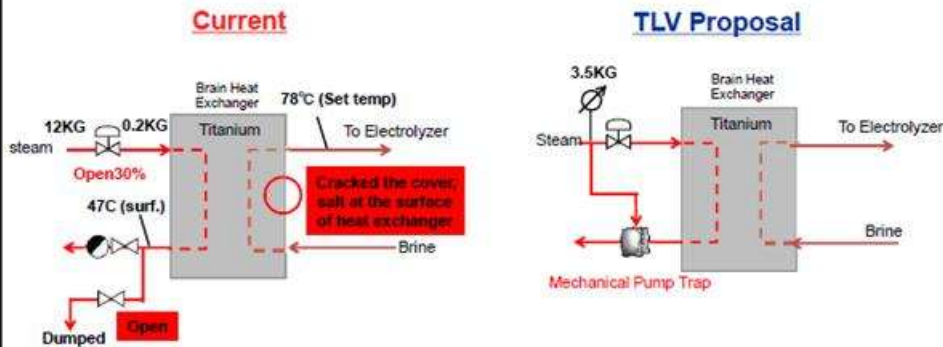 Current
TLV Proposal
Brain Heat
Exchanger
Titanium
78°C (Set temp)
To Electrolyzer
12KG
0.2KG
steam
Open30%
Cracked the cover,
salt at the surface
of heat exchanger
47C (surf.)
Brine
Open
Dumped
3.5KG
Brain Heat
Exchanger
Titanium
Steam
To Electrolyzer
Brine
Mechanical Pump Trap